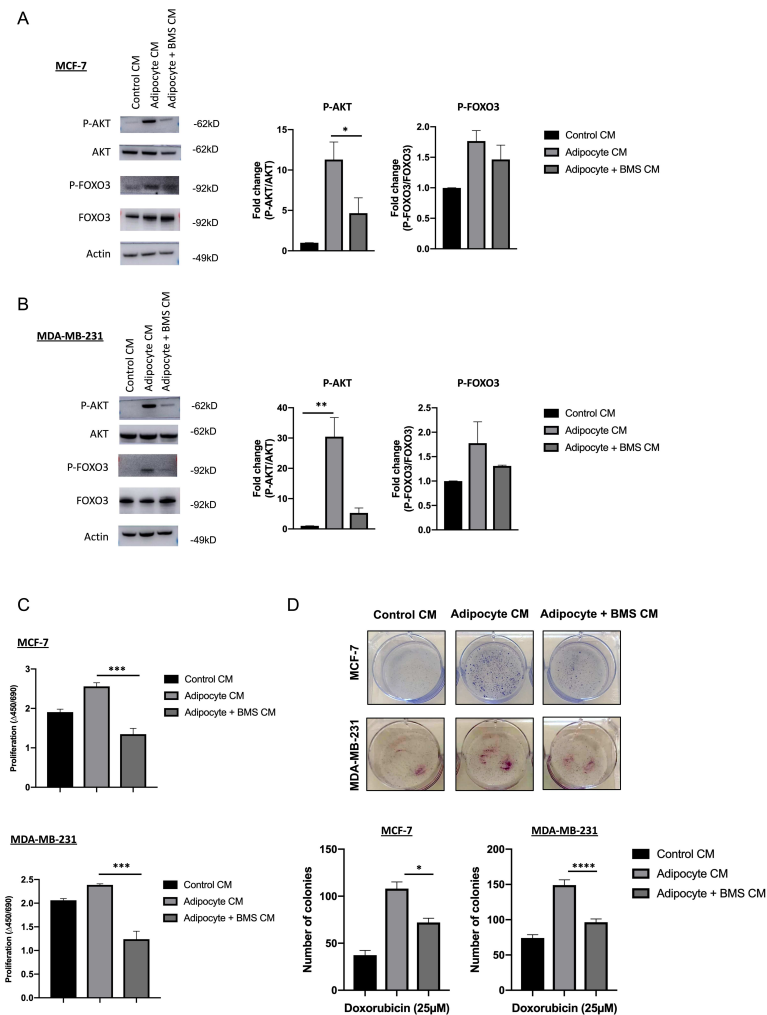 A
MCF-7
Control CM
Adipocyte CM
Adipocyte + BMS CM
P-AKT
-62kD
AKT
-62kD
P-FOXO3
-92kD
FOXO3
-92kD
Actin
-49kD
P-AKT
Fold change
(P-AKT/AKT)
15
10
5
0
*
P-FOXO3
Fold change
(P-FOXO3/FOXO3)
2.0
1.5
1.0
0.5
0.0
Control CM
Adipocyte CM
Adipocyte + BMS CM
B
MDA-MB-231
Control CM
Adipocyte CM
Adipocyte + BMS CM
P-AKT
-62kD
AKT
-62kD
P-FOXO3
-92kD
FOXO3
-92kD
Actin
-49kD
P-AKT
Fold change
(P-AKT/AKT)
40
30
20
10
0
**
P-FOXO3
Fold change
(P-FOXO3/FOXO3)
2.5
2.0
1.5
1.0
0.5
0.0
Control CM
Adipocyte CM
Adipocyte + BMS CM
C
MCF-7
Proliferation (Δ450/690)
3
2
1
0
***
Control CM
Adipocyte CM
Adipocyte + BMS CM
MDA-MB-231
Proliferation (Δ450/690)
2.5
2.0
1.5
1.0
0.5
0.0
***
Control CM
Adipocyte CM
Adipocyte + BMS CM
D
Control CM Adipocyte CM Adipocyte + BMS CM
MCF-7
MDA-MB-231
MCF-7
Number of colonies
150
100
50
0
*
Doxorubicin (25μM)
MDA-MB-231
Number of colonies
200
150
100
50
0
****
Doxorubicin (25μM)
Control CM
Adipocyte CM
Adipocyte + BMS CM